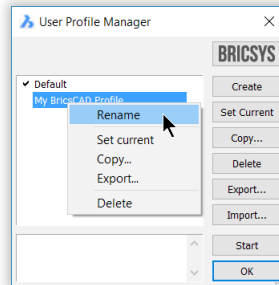 User Profile Manager
BRICSYS
Default
My BricsCAD Profile
Rename
Set current
Copy...
Export...
Delete
Create
Set Current
Copy...
Delete
Export...
Import...
Start
OK